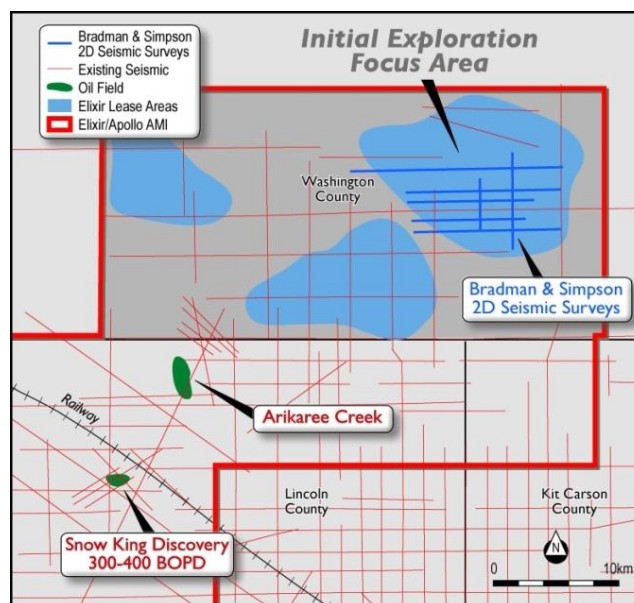 Bradman & Simpson
2D Seismic Surveys
Existing Seismic
Oil Field
Elixir Lease Areas
Elixir/Apollo AMI
Initial Exploration
Focus Area
Washington
County
Bradman & Simpson
2D Seismic Surveys
Arikaree Creek
Railway
Snow King Discovery
300-400 BOPD
Lincoln
County
Kit Carson
County
N
0
10km